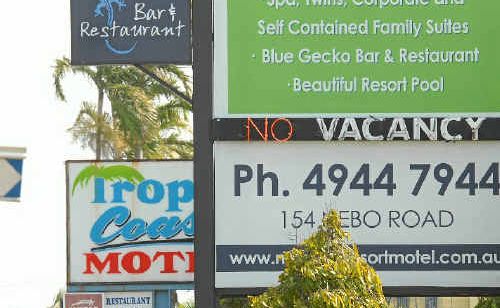 Bar &
Restaurant
Spa, Twins, Corporate and
Self Contained Family Suites
· Blue Gecko Bar & Restaurant
· Beautiful Resort Pool
NO VACANCY
Ph. 4944 7944
154 NEBO ROAD
www.n sortmotel.com.au
Trop
Coas
MOTE
RESTAURANT